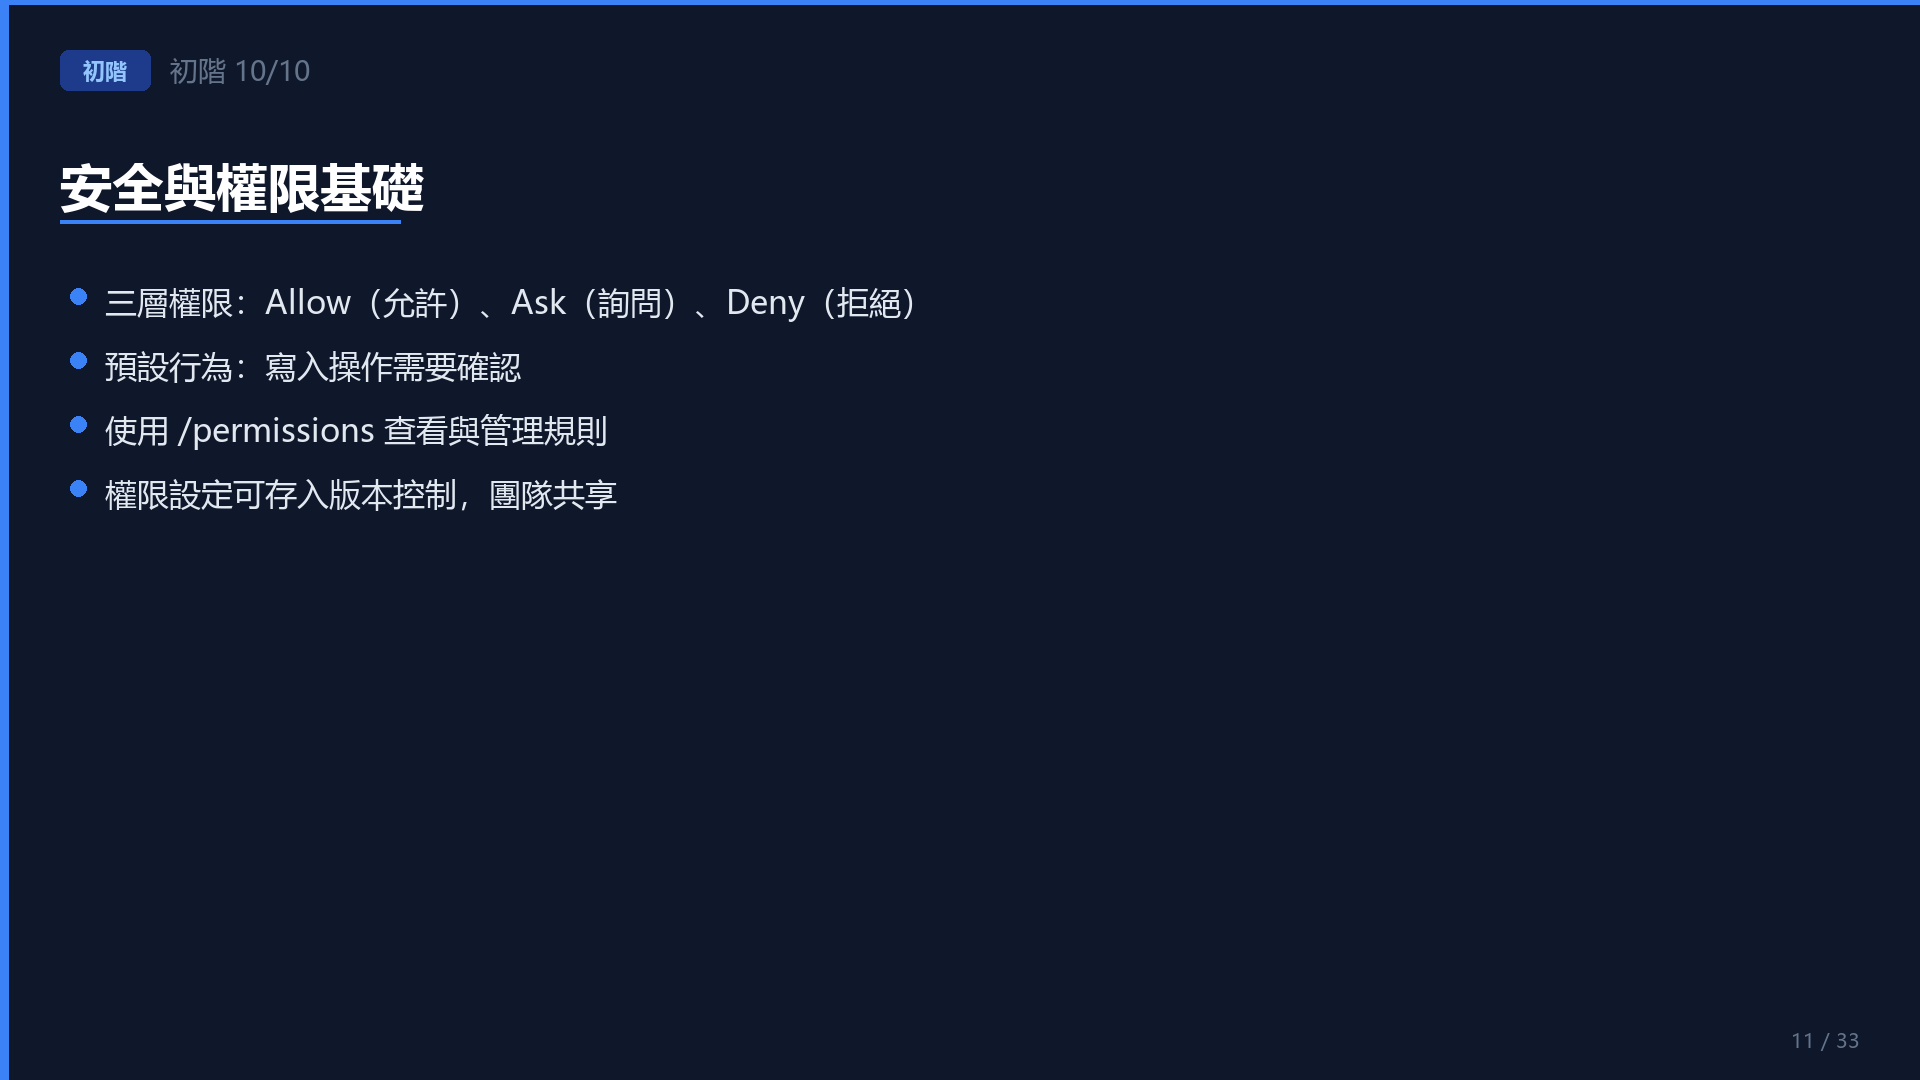 初階 初階 10/10
安全與權限基礎
三層權限：Allow（允許）、Ask（詢問）、Deny（拒絕）
預設行為：寫入操作需要確認
使用 /permissions 查看與管理規則
權限設定可存入版本控制，團隊共享
11 / 33